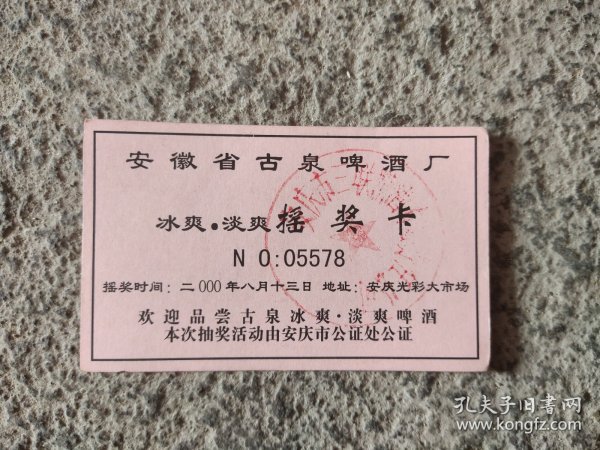 安徽省古泉啤酒厂
冰爽·淡爽摇奖卡
NO:05578
摇奖时间：二000年八月十三日 地址：安庆光彩大市场
欢迎品尝古泉冰爽·淡爽啤酒
本次抽奖活动由安庆市公证处公证
孔夫子旧书网
www.kongfz.com